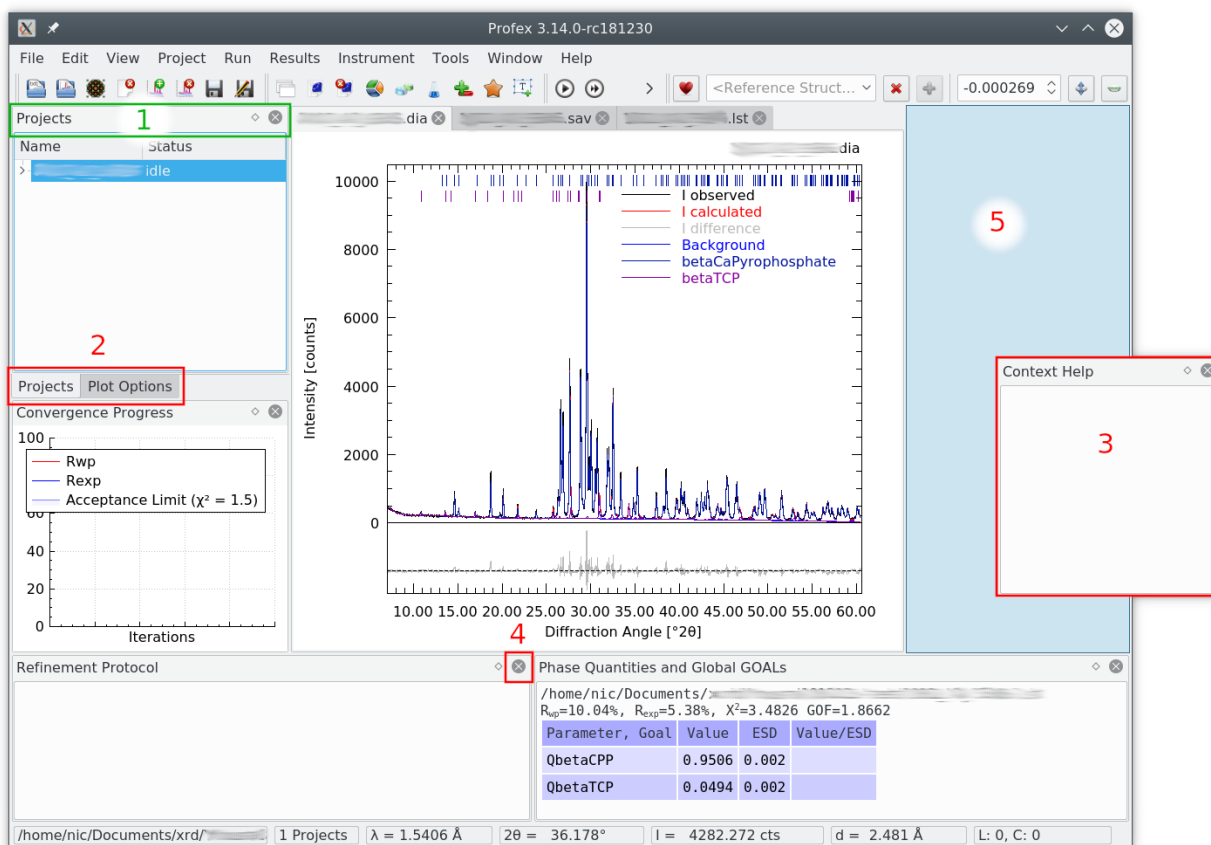 Profex 3.14.0-rc181230
File Edit View Project Run Results Instrument Tools Window Help
<Reference Struct... -0.000269
Projects 1
Name Status
idle
2
Projects Plot Options
Convergence Progress
100
60
40
20
0
Rwp
Rexp
Acceptance Limit (χ² = 1.5)
Iterations
.dia .sav .lst
dia
10000
8000
6000
4000
2000
0
Intensity [counts]
I observed
I calculated
I difference
Background
betaCaPyrophosphate
betaTCP
10.00 15.00 20.00 25.00 30.00 35.00 40.00 45.00 50.00 55.00 60.00
Diffraction Angle [°2θ]
5
Context Help
3
4
Refinement Protocol
Phase Quantities and Global GOALs
/home/nic/Documents/
Rwp=10.04%, Rexp=5.38%, X²=3.4826 GOF=1.8662
Parameter, Goal Value ESD Value/ESD
QbetaCPP 0.9506 0.002
QbetaTCP 0.0494 0.002
/home/nic/Documents/xrd/ 1 Projects λ = 1.5406 Å 2θ = 36.178° I = 4282.272 cts d = 2.481 Å L: 0, C: 0